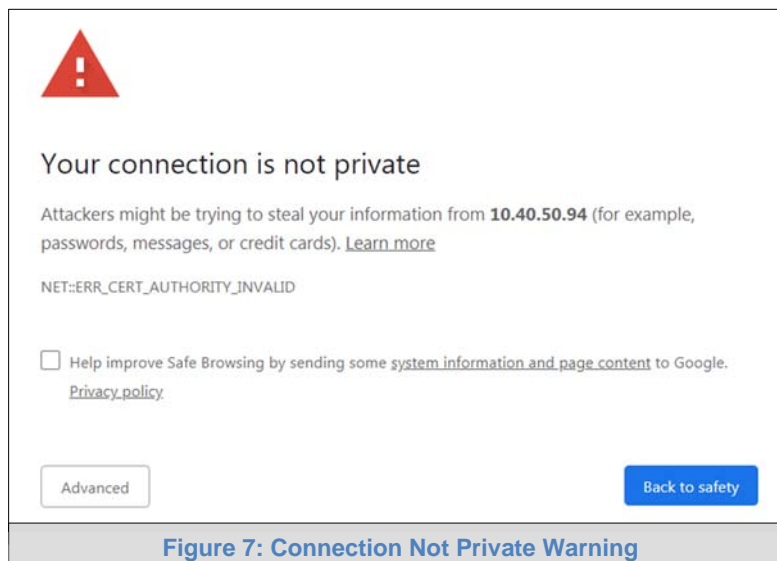 Your connection is not private
Attackers might be trying to steal your information from 10.40.50.94 (for example,
passwords, messages, or credit cards). Learn more
NET::ERR_CERT_AUTHORITY_INVALID
Help improve Safe Browsing by sending some system information and page content to Google.
Privacy policy
Advanced
Back to safety
Figure 7: Connection Not Private Warning